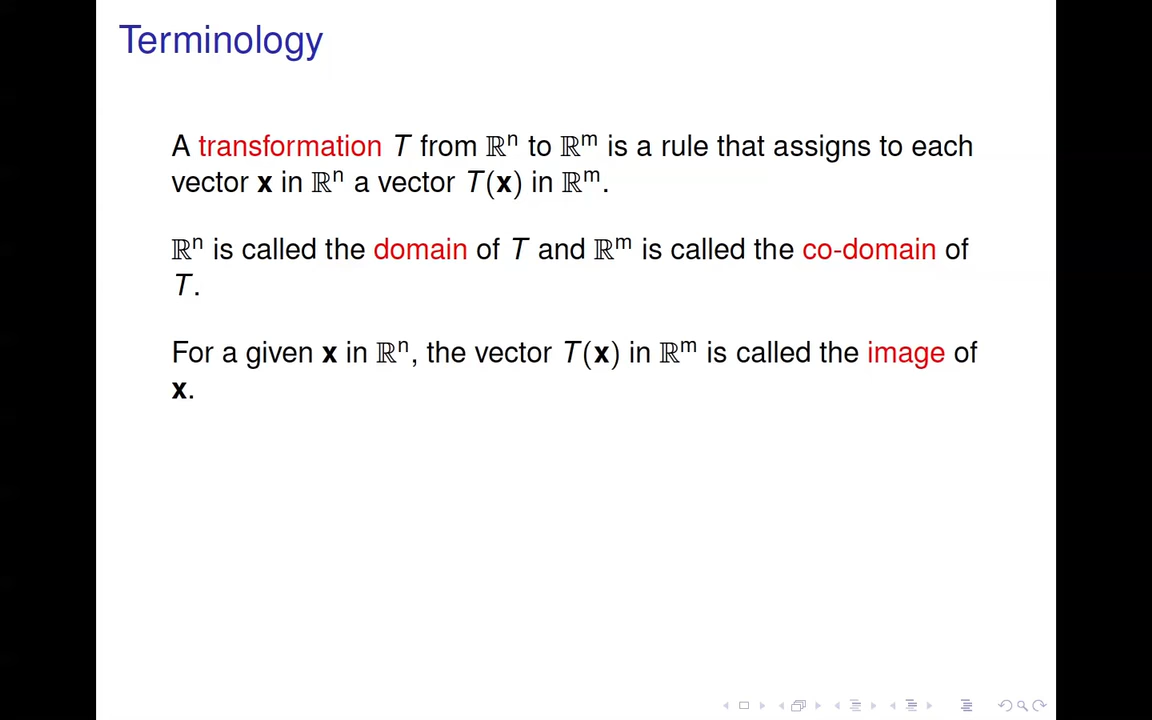 Terminology
A transformation T from ℝⁿ to ℝᵐ is a rule that assigns to each
vector x in ℝⁿ a vector T(x) in ℝᵐ.
ℝⁿ is called the domain of T and ℝᵐ is called the co-domain of
T.
For a given x in ℝⁿ, the vector T(x) in ℝᵐ is called the image of
x.